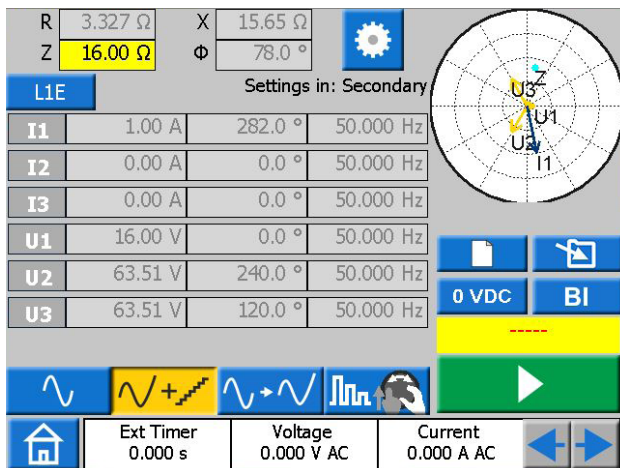 R 3.327 Ω X 15.65 Ω
Z 16.00 Ω Φ 78.0 °
L1E Settings in: Secondary
I1 1.00 A 282.0 ° 50.000 Hz
I2 0.00 A 0.0 ° 50.000 Hz
I3 0.00 A 0.0 ° 50.000 Hz
U1 16.00 V 0.0 ° 50.000 Hz
U2 63.51 V 240.0 ° 50.000 Hz
U3 63.51 V 120.0 ° 50.000 Hz
Z
U3
U1
U2
I1
0 VDC BI
-----
Ext Timer
0.000 s
Voltage
0.000 V AC
Current
0.000 A AC